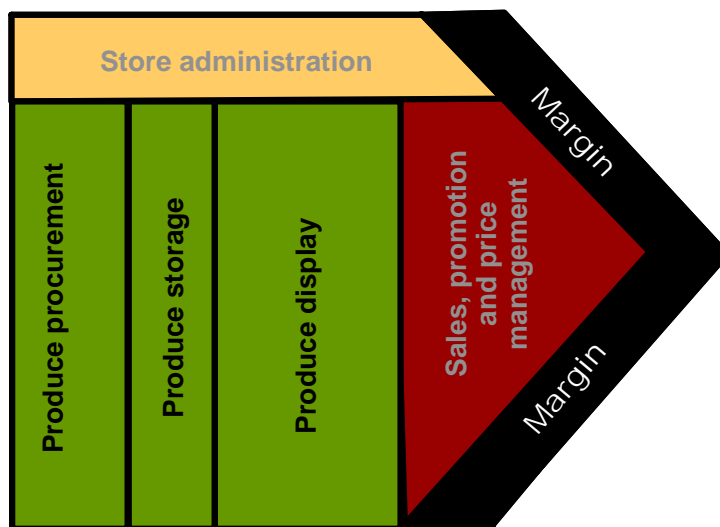 Store administration
Margin
Produce procurement
Produce storage
Produce display
Sales, promotion
and price
management
Margin